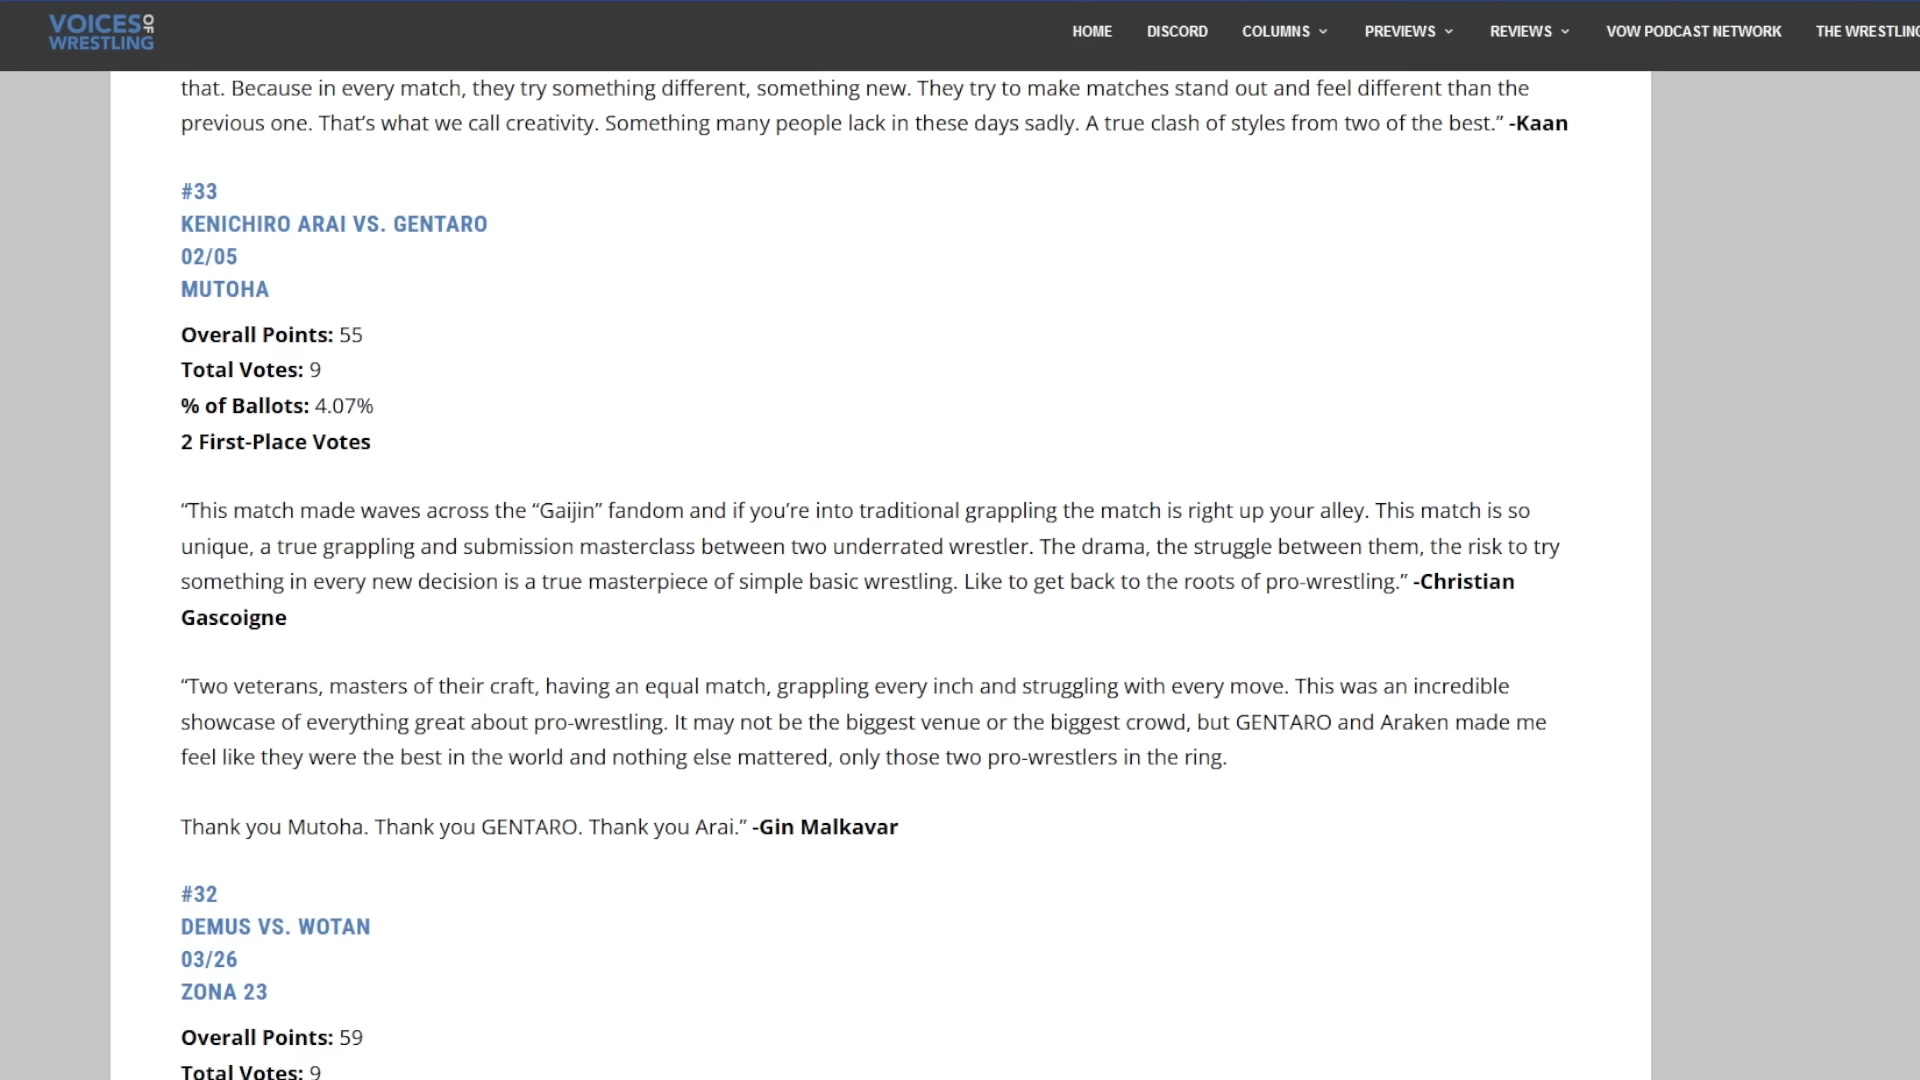 VOICES OF WRESTLING
HOME DISCORD COLUMNS PREVIEWS REVIEWS VOW PODCAST NETWORK THE WRESTLING
that. Because in every match, they try something different, something new. They try to make matches stand out and feel different than the
previous one. That’s what we call creativity. Something many people lack in these days sadly. A true clash of styles from two of the best.” -Kaan
#33
KENICHIRO ARAI VS. GENTARO
02/05
MUTOHA
Overall Points: 55
Total Votes: 9
% of Ballots: 4.07%
2 First-Place Votes
“This match made waves across the “Gaijin” fandom and if you’re into traditional grappling the match is right up your alley. This match is so
unique, a true grappling and submission masterclass between two underrated wrestler. The drama, the struggle between them, the risk to try
something in every new decision is a true masterpiece of simple basic wrestling. Like to get back to the roots of pro-wrestling.” -Christian
Gascoigne
“Two veterans, masters of their craft, having an equal match, grappling every inch and struggling with every move. This was an incredible
showcase of everything great about pro-wrestling. It may not be the biggest venue or the biggest crowd, but GENTARO and Araken made me
feel like they were the best in the world and nothing else mattered, only those two pro-wrestlers in the ring.
Thank you Mutoha. Thank you GENTARO. Thank you Arai.” -Gin Malkavar
#32
DEMUS VS. WOTAN
03/26
ZONA 23
Overall Points: 59
Total Votes: 9